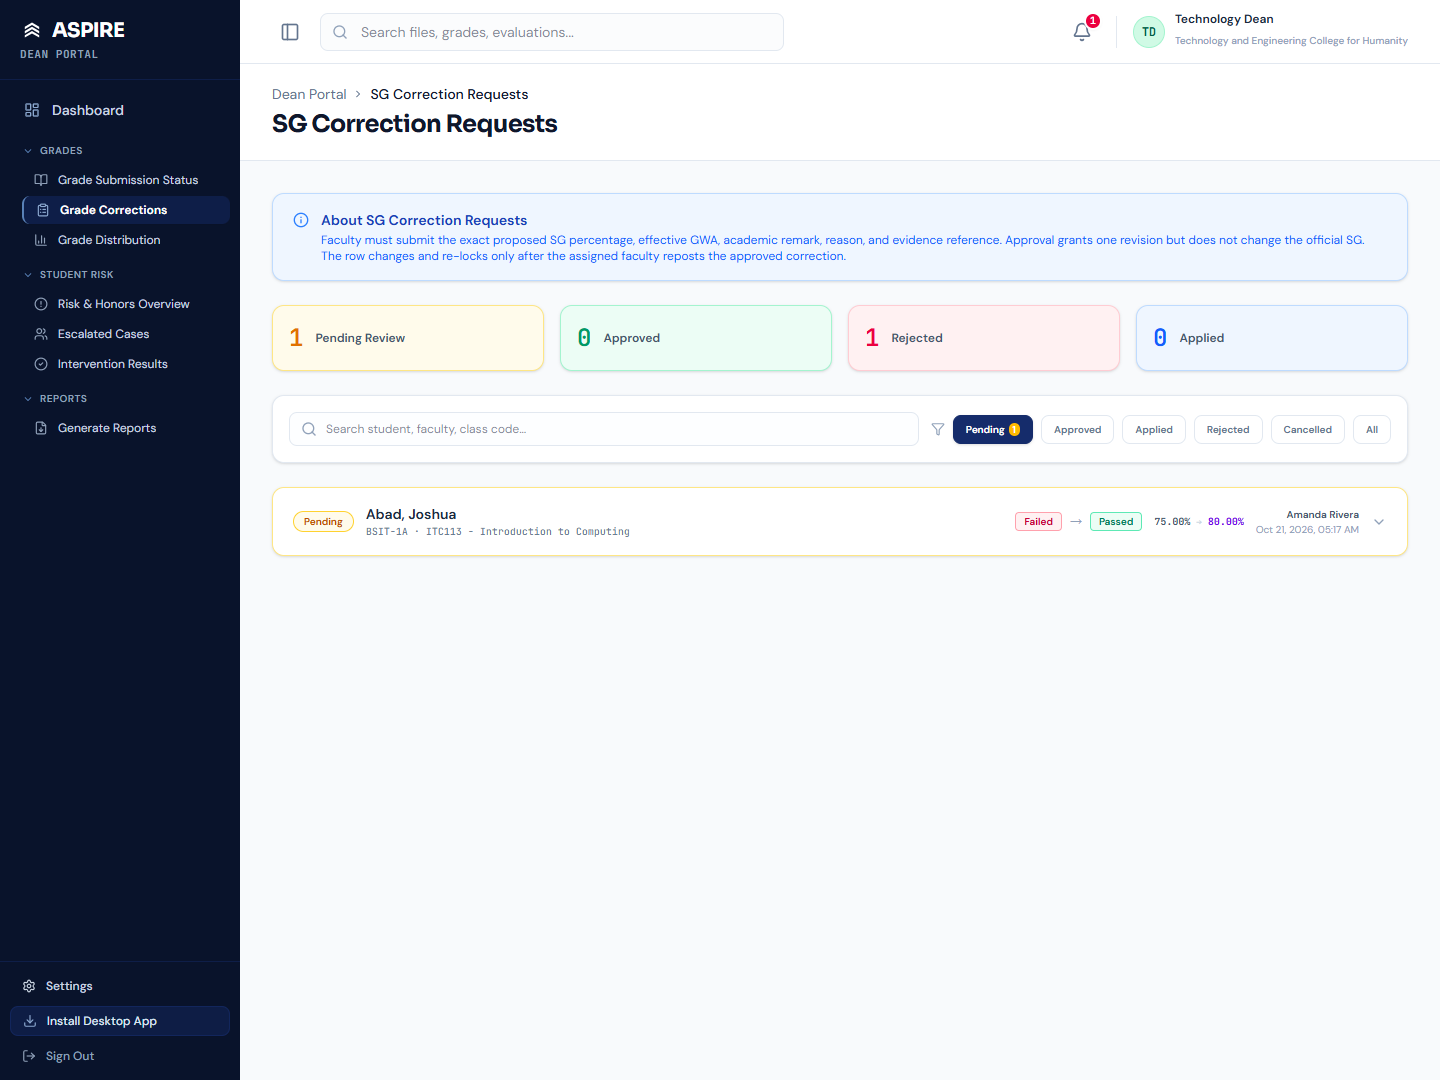 ASPIRE
DEAN PORTAL
Dashboard
GRADES
Grade Submission Status
Grade Corrections
Grade Distribution
STUDENT RISK
Risk & Honors Overview
Escalated Cases
Intervention Results
REPORTS
Generate Reports
Settings
Install Desktop App
Sign Out
Search files, grades, evaluations...
1
TD
Technology Dean
Technology and Engineering College for Humanity
Dean Portal > SG Correction Requests
SG Correction Requests
About SG Correction Requests
Faculty must submit the exact proposed SG percentage, effective GWA, academic remark, reason, and evidence reference. Approval grants one revision but does not change the official SG.
The row changes and re-locks only after the assigned faculty reposts the approved correction.
1 Pending Review
0 Approved
1 Rejected
0 Applied
Search student, faculty, class code...
Pending 1
Approved
Applied
Rejected
Cancelled
All
Pending
Abad, Joshua
BSIT-1A · ITC113 - Introduction to Computing
Failed → Passed
75.00% → 80.00%
Amanda Rivera
Oct 21, 2026, 05:17 AM